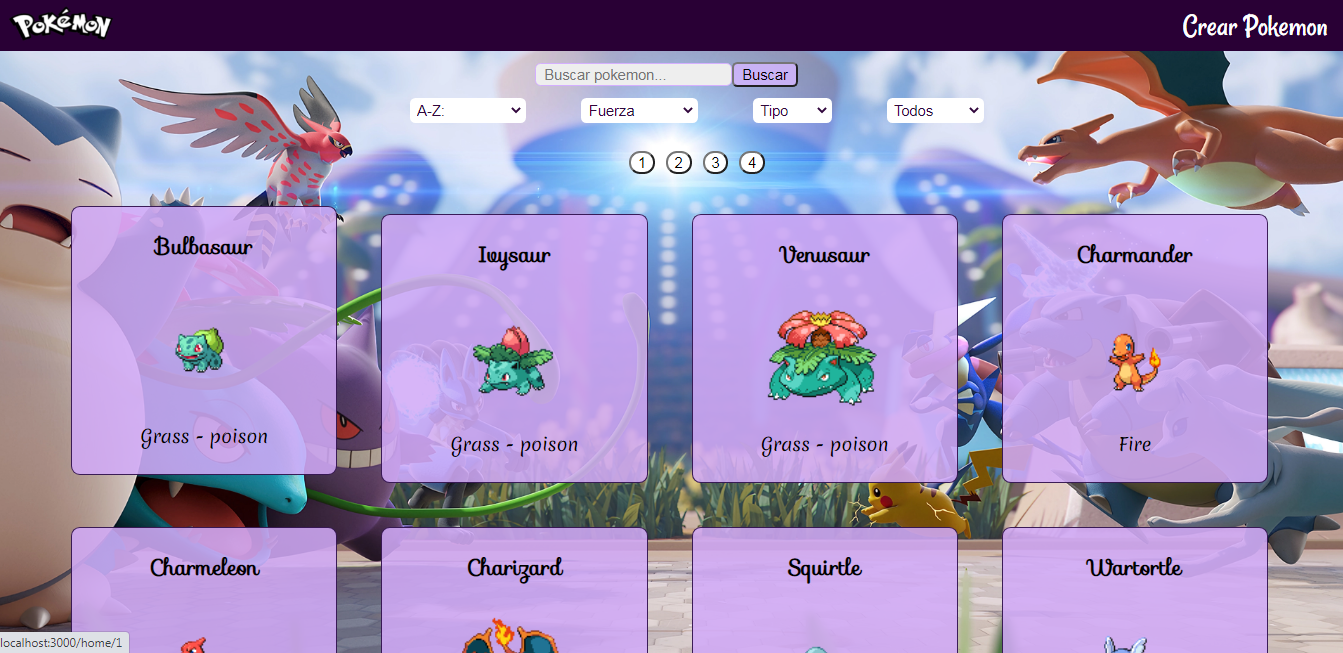 POKéMON
Crear Pokemon
Buscar pokemon... Buscar
A-Z: Fuerza Tipo Todos
1 2 3 4
Bulbasaur
Grass - poison
Ivysaur
Grass - poison
Venusaur
Grass - poison
Charmander
Fire
Charmeleon
Charizard
Squirtle
Wartortle
localhost:3000/home/1